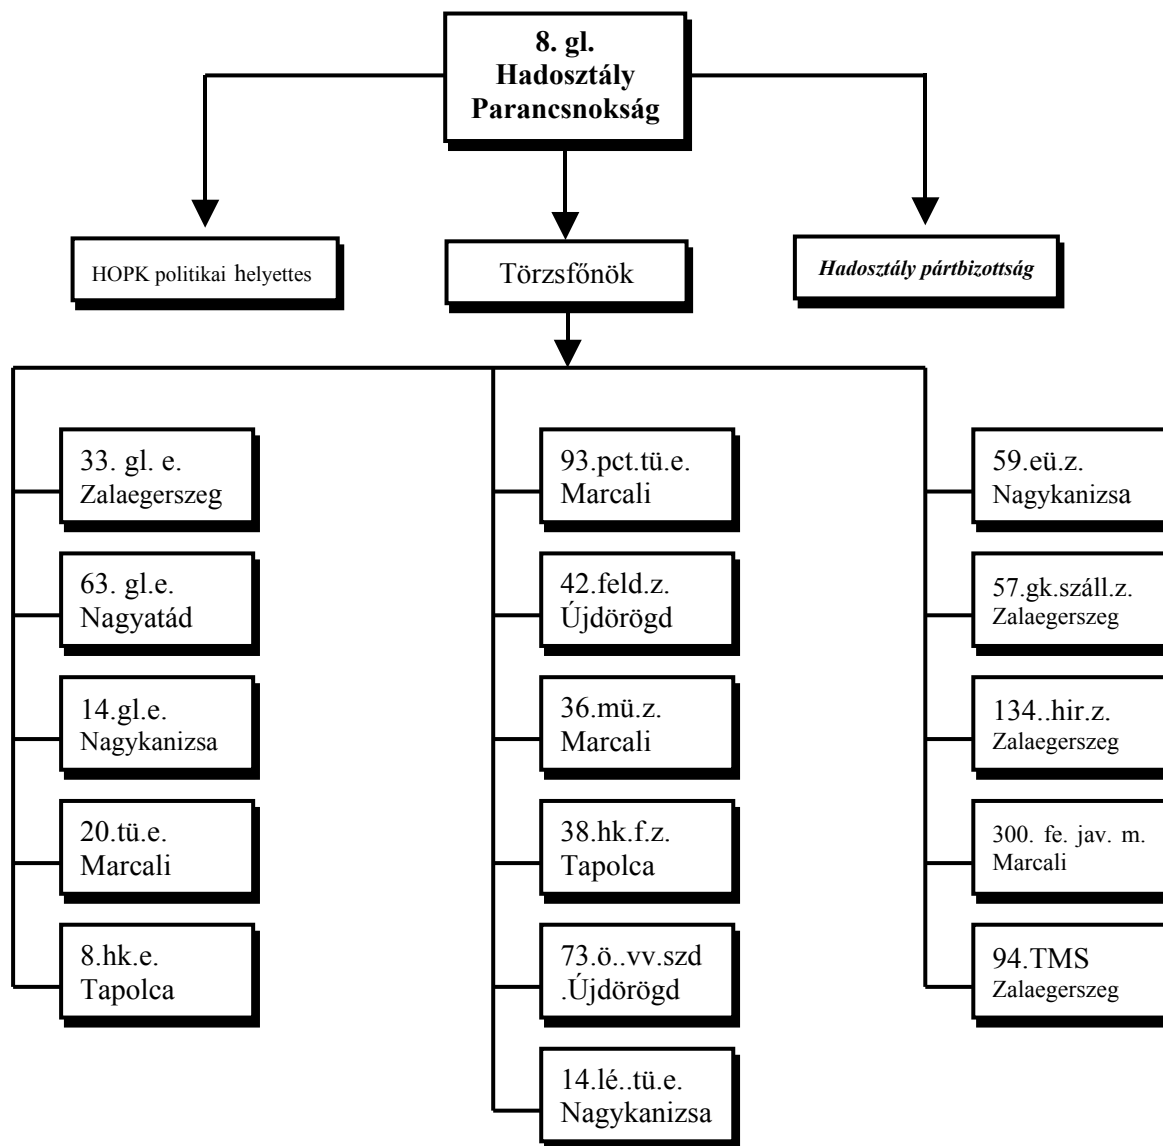 8. gl.
Hadosztály
Parancsnokság
HOPK politikai helyettes
Törzsfőnök
Hadosztály pártbizottság
33. gl. e.
Zalaegerszeg
63. gl.e.
Nagyatád
14.gl.e.
Nagykanizsa
20.tü.e.
Marcali
8.hk.e.
Tapolca
93.pct.tü.e.
Marcali
42.feld.z.
Újdörögd
36.mü.z.
Marcali
38.hk.f.z.
Tapolca
73.ö..vv.szd
.Újdörögd
14.lé..tü.e.
Nagykanizsa
59.eü.z.
Nagykanizsa
57.gk.száll.z.
Zalaegerszeg
134..hir.z.
Zalaegerszeg
300. fe. jav. m.
Marcali
94.TMS
Zalaegerszeg